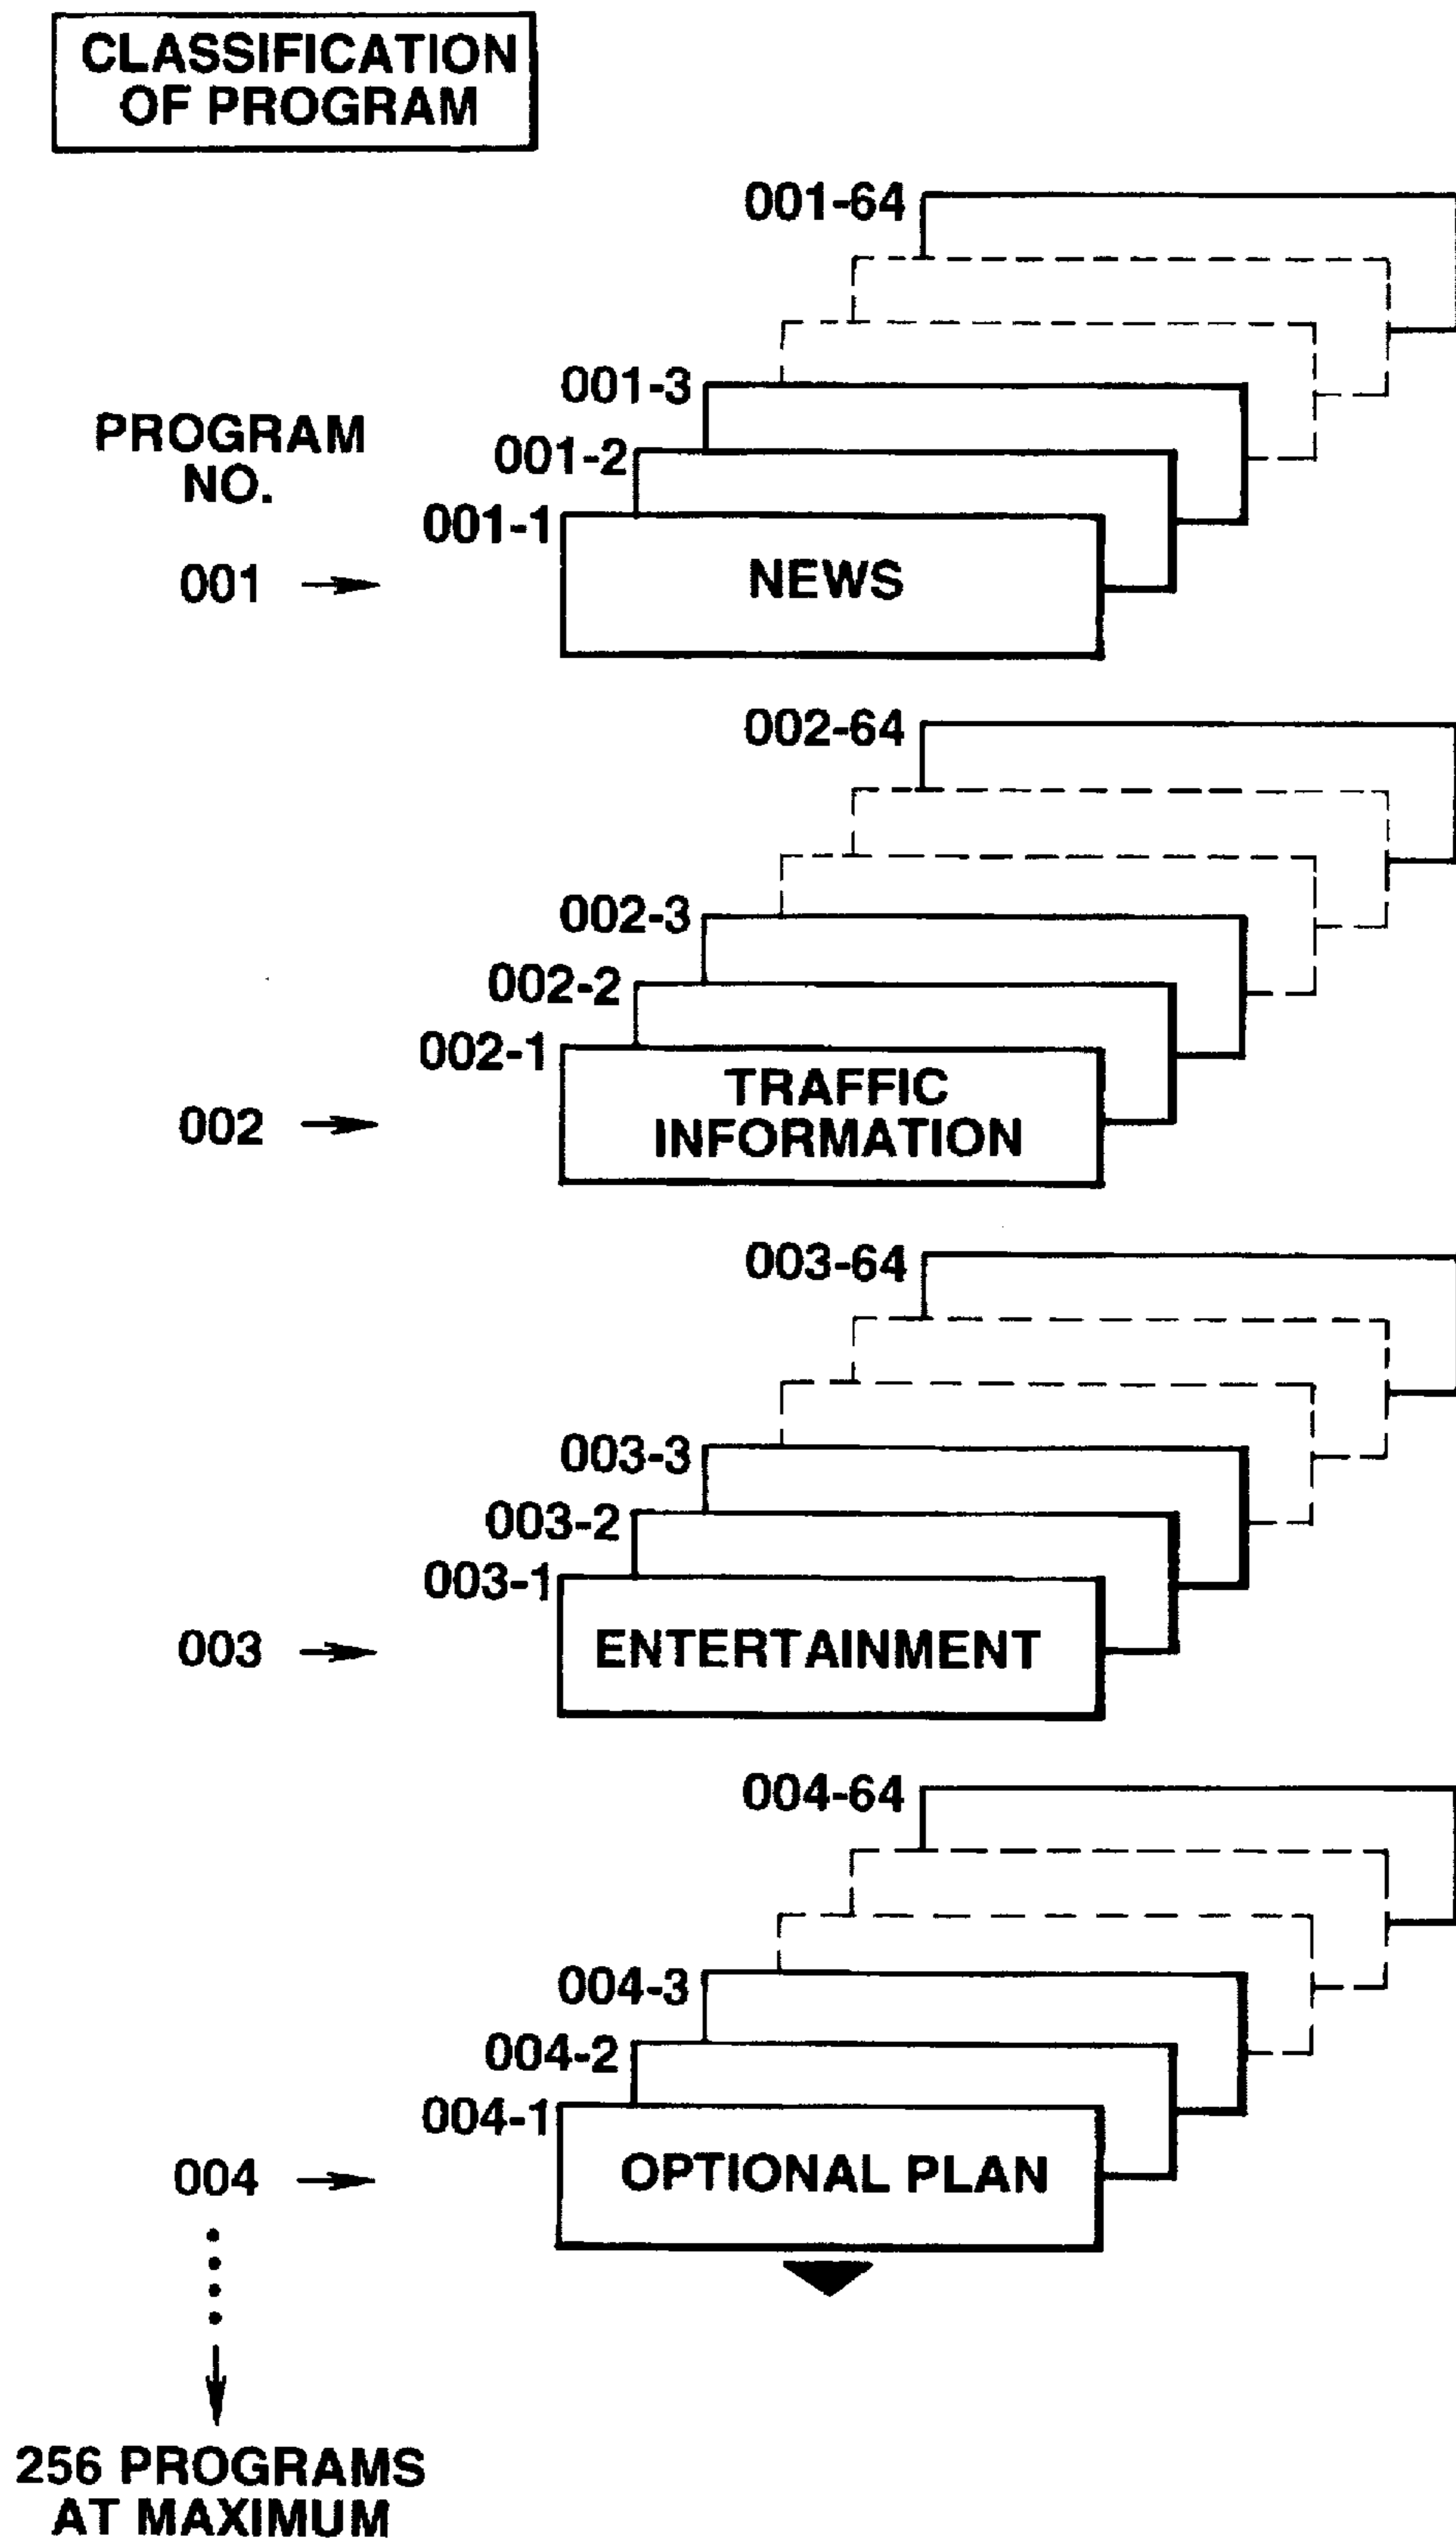 CLASSIFICATION
OF PROGRAM
001-64
001-3
PROGRAM
NO.
001-2
001-1
001
NEWS
002-64
002-3
002-2
002-1
002
TRAFFIC
INFORMATION
003-64
003-3
003-2
003-1
003
ENTERTAINMENT
004-64
004-3
004-2
004-1
004
OPTIONAL PLAN
256 PROGRAMS
AT MAXIMUM